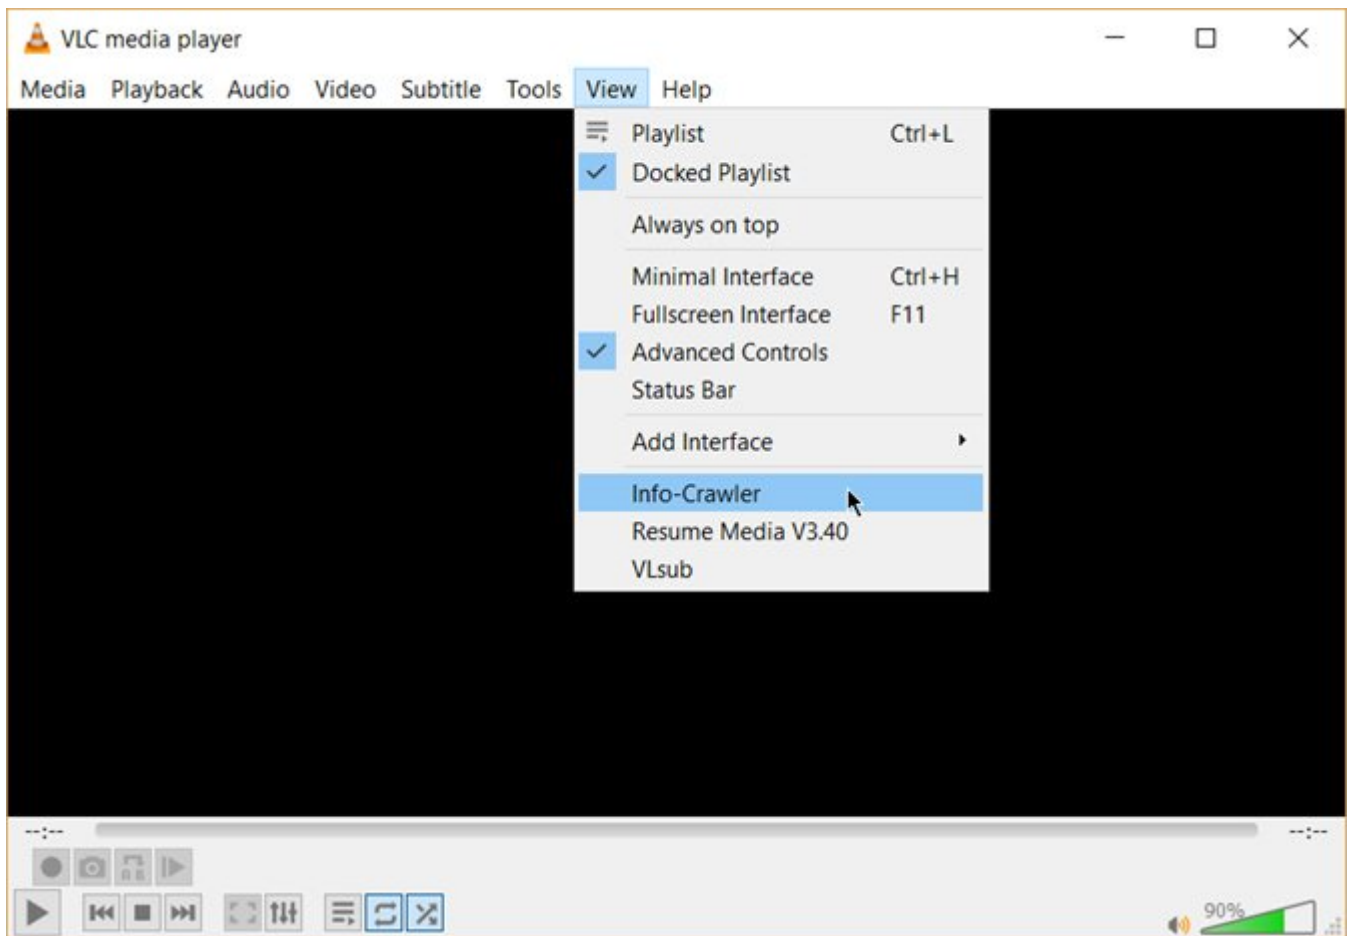 VLC media player
Media Playback Audio Video Subtitle Tools View Help
Playlist Ctrl+L
Docked Playlist
Always on top
Minimal Interface Ctrl+H
Fullscreen Interface F11
Advanced Controls
Status Bar
Add Interface
Info-Crawler
Resume Media V3.40
VLsub
--:-- --:--
A B
90%